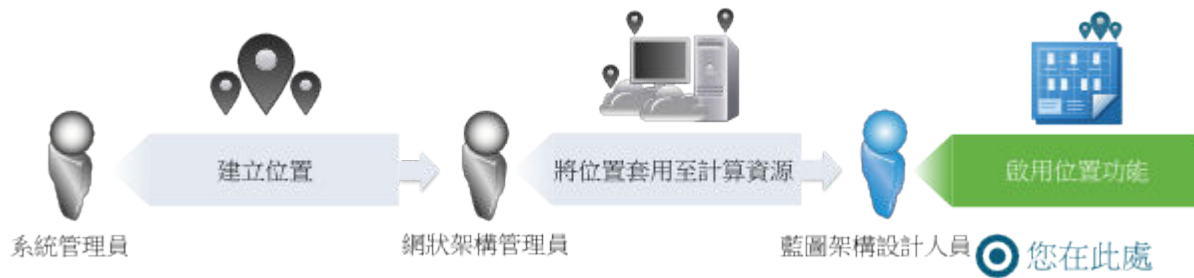 建立位置
將位置套用至計算資源
啟用位置功能
系統管理員
網狀架構管理員
藍圖架構設計人員
您在此處